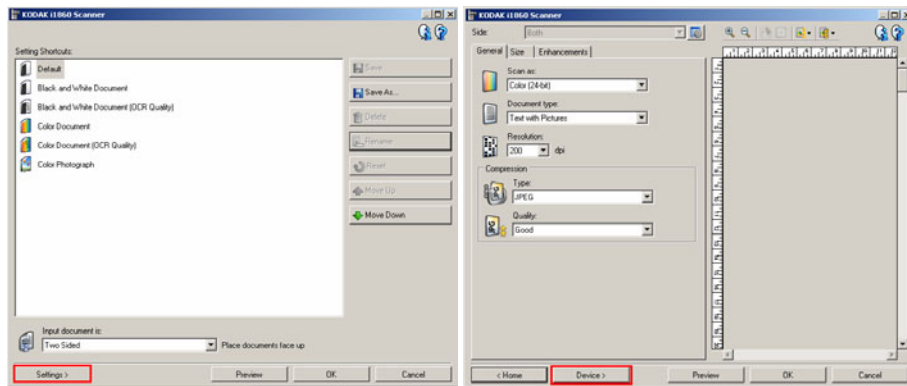 KODAK i1860 Scanner
Setting Shortcuts:
Default
Black and White Document
Black and White Document (OCR Quality)
Color Document
Color Document (OCR Quality)
Color Photograph
Save
Save As...
Delete
Rename
Reset
Move Up
Move Down
Input document is:
Two Sided
Place documents face up
Settings >
Preview
OK
Cancel
KODAK i1860 Scanner
Side:
Both
General
Size
Enhancements
Scan as:
Color (24-bit)
Document type:
Text with Pictures
Resolution:
200
dpi
Compression
Type:
JPEG
Quality:
Good
< Home
Device >
Preview
OK
Cancel